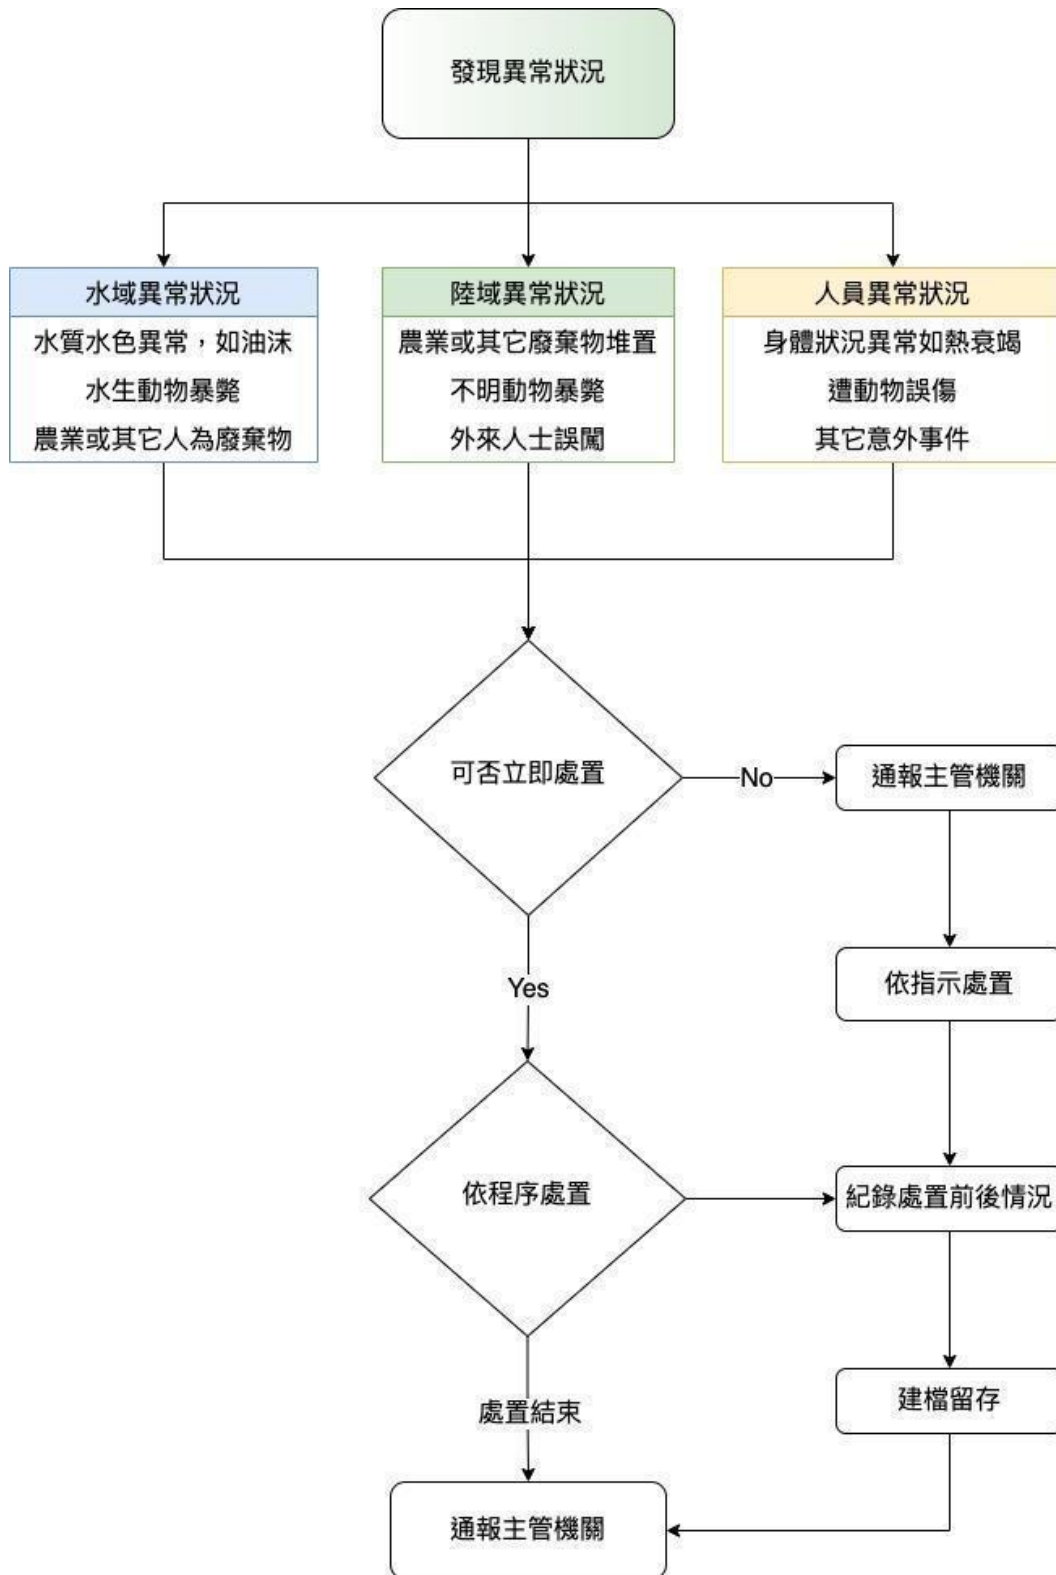 發現異常狀況
水域異常狀況
水質水色異常，如油沫
水生動物暴斃
農業或其它人為廢棄物
陸域異常狀況
農業或其它廢棄物堆置
不明動物暴斃
外來人士誤闖
人員異常狀況
身體狀況異常如熱衰竭
遭動物誤傷
其它意外事件
可否立即處置
No
通報主管機關
Yes
依指示處置
依程序處置
紀錄處置前後情況
處置結束
建檔留存
通報主管機關